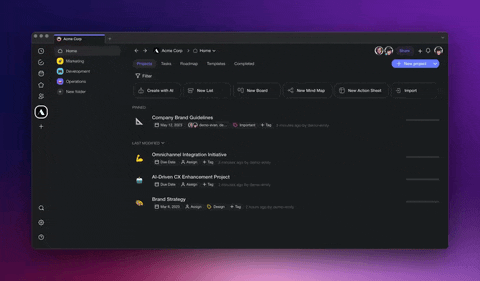 Acme Corp
Home
Marketing
Development
Operations
New folder
Acme Corp / Home
Share
Projects Tasks Roadmap Templates Completed
New project
Filter
Create with AI New List New Board New Mind Map New Action Sheet Import
PINNED
Company Brand Guidelines
May 12, 2023 Important + Tag
LAST MODIFIED
Omnichannel Integration Initiative
Due Date Assign + Tag
AI-Driven CX Enhancement Project
Due Date Assign + Tag
Brand Strategy
Assign Design + Tag